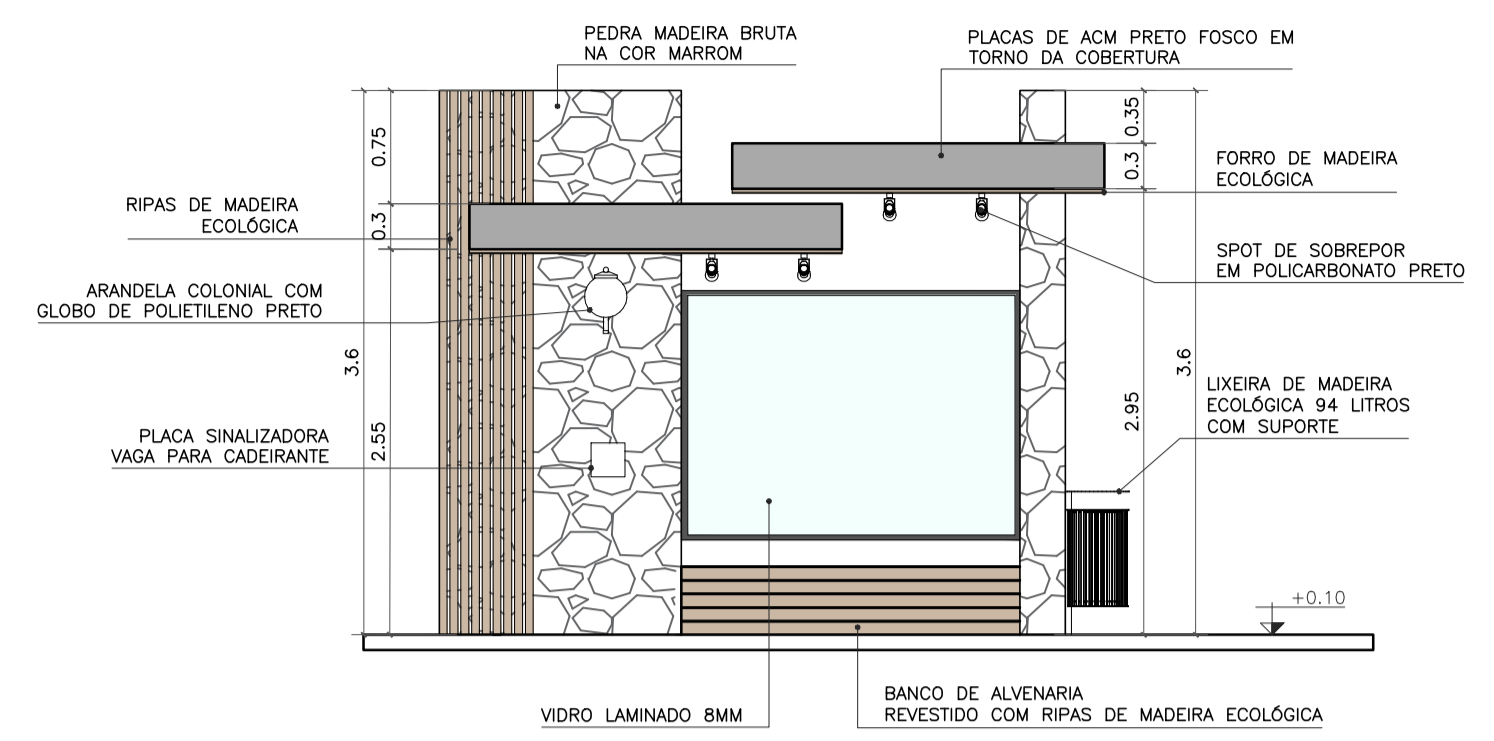 PEDRA MADEIRA BRUTA
NA COR MARROM
PLACAS DE ACM PRETO FOSCO EM
TORNO DA COBERTURA
0.75
0.35
0.3
FORRO DE MADEIRA
ECOLÓGICA
RIPAS DE MADEIRA
ECOLÓGICA
0.3
SPOT DE SOBREPOR
EM POLICARBONATO PRETO
ARANDELA COLONIAL COM
GLOBO DE POLIETILENO PRETO
3.6
3.6
LIXEIRA DE MADEIRA
ECOLÓGICA 94 LITROS
COM SUPORTE
2.55
2.95
PLACA SINALIZADORA
VAGA PARA CADEIRANTE
+0.10
VIDRO LAMINADO 8MM
BANCO DE ALVENARIA
REVESTIDO COM RIPAS DE MADEIRA ECOLÓGICA